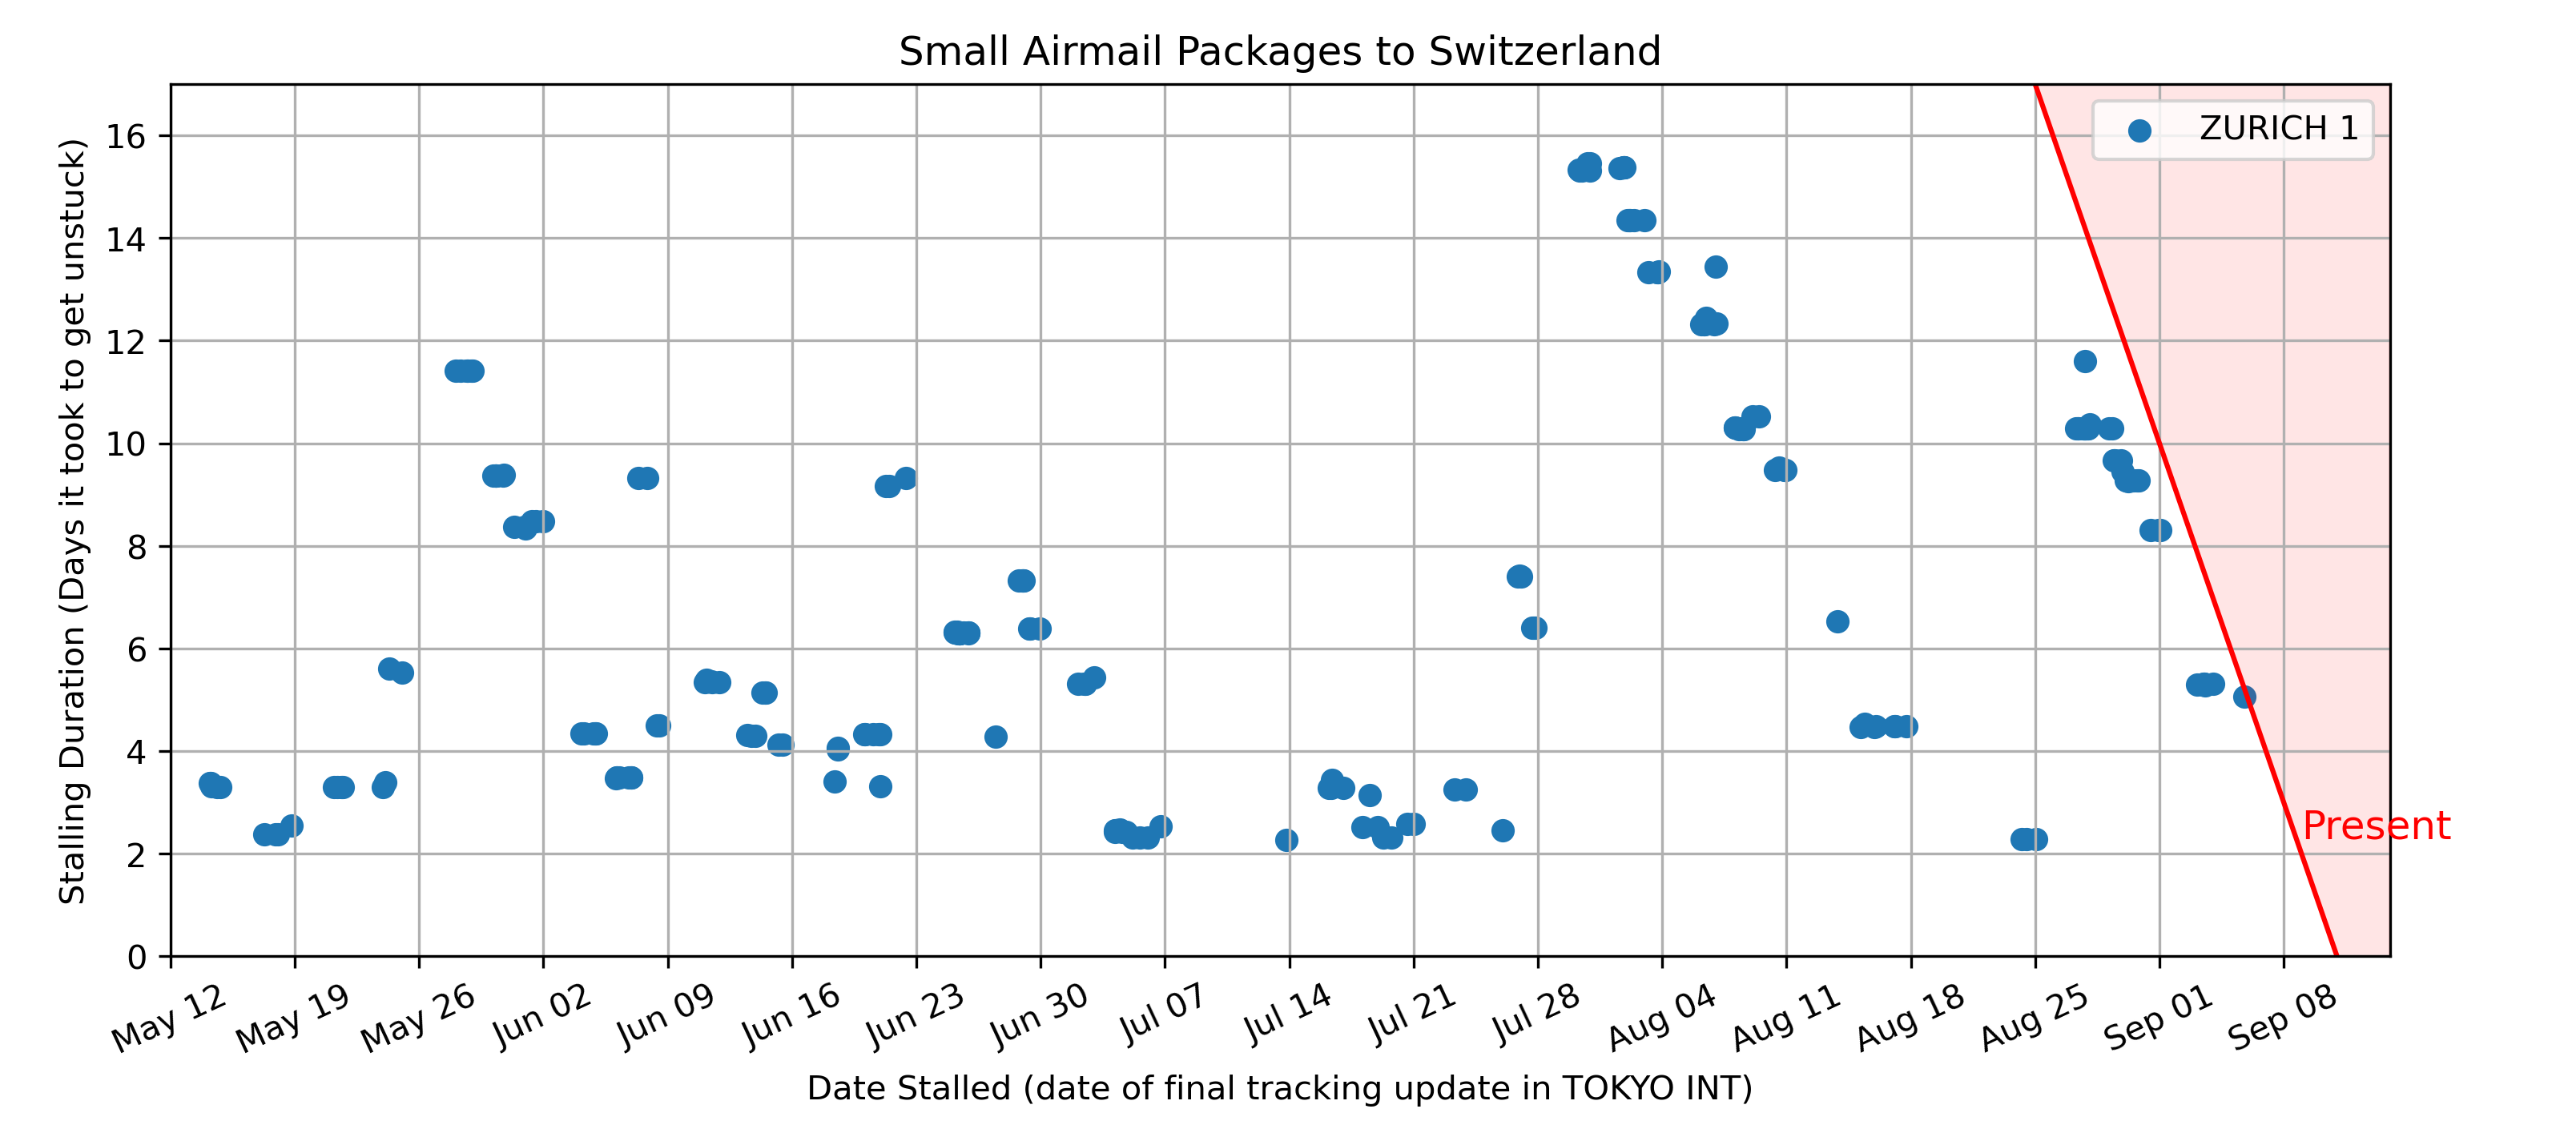 Small Airmail Packages to Switzerland
Stalling Duration (Days it took to get unstuck)
16
14
12
10
8
6
4
2
0
ZURICH 1
Present
May 12
May 19
May 26
Jun 02
Jun 09
Jun 16
Jun 23
Jun 30
Jul 07
Jul 14
Jul 21
Jul 28
Aug 04
Aug 11
Aug 18
Aug 25
Sep 01
Sep 08
Date Stalled (date of final tracking update in TOKYO INT)